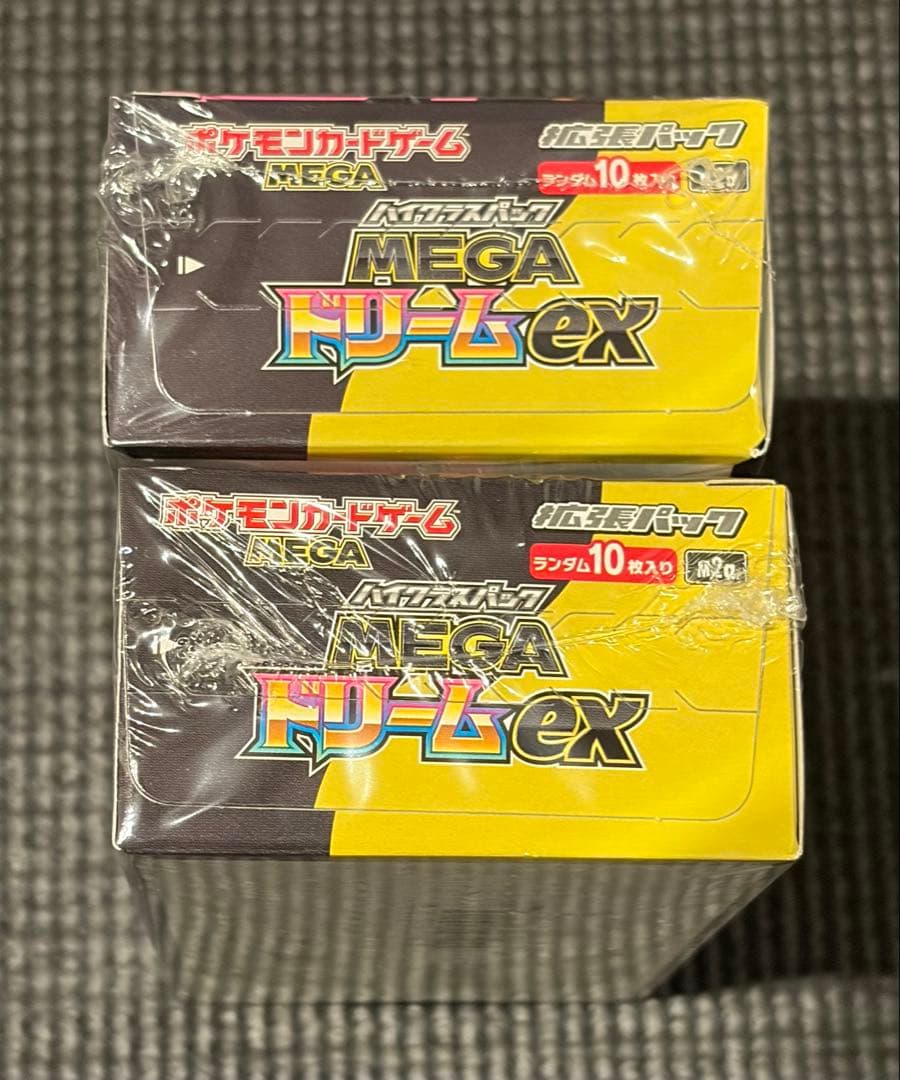 ポケモンカードゲーム
MEGA
拡張パック
ランダム10枚入り
ハイクラスパック
MEGA
ドリームex
ポケモンカードゲーム
MEGA
拡張パック
ランダム10枚入り
M2a
ハイクラスパック
MEGA
ドリームex